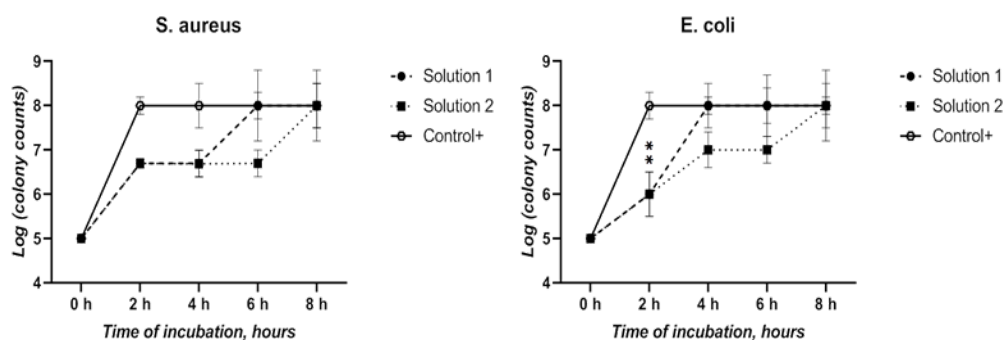 S. aureus
Log (colony counts)
9
8
7
6
5
4
0 h 2 h 4 h 6 h 8 h
Time of incubation, hours
Solution 1
Solution 2
Control+
E. coli
Log (colony counts)
9
8
7
6
5
4
**
0 h 2 h 4 h 6 h 8 h
Time of incubation, hours
Solution 1
Solution 2
Control+